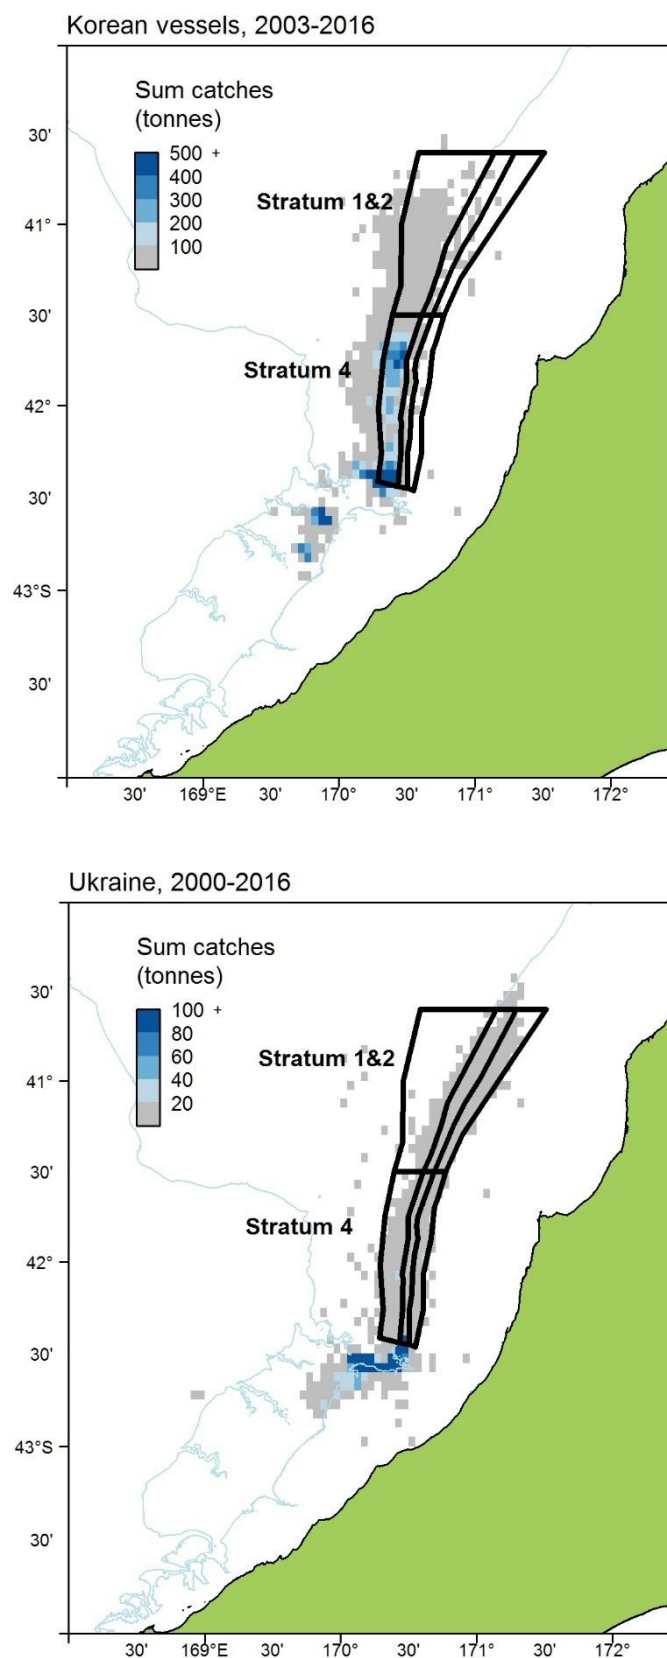 Korean vessels, 2003-2016
Sum catches
(tonnes)
500 +
400
300
200
100
Stratum 1&2
Stratum 4
30'
41°
30'
42°
30'
43°S
30'
30' 169°E 30' 170° 30' 171° 30' 172°
Ukraine, 2000-2016
Sum catches
(tonnes)
100 +
80
60
40
20
Stratum 1&2
Stratum 4
30'
41°
30'
42°
30'
43°S
30'
30' 169°E 30' 170° 30' 171° 30' 172°